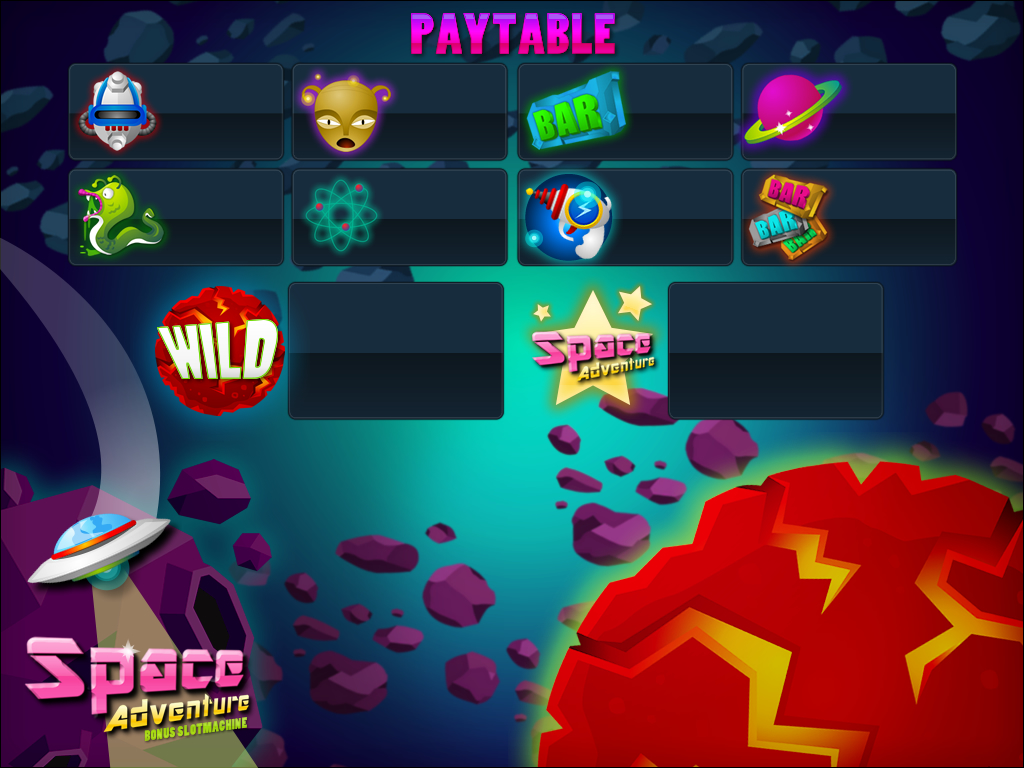 PAYTABLE
BAR
BAR
BAR
BAR
WILD
Space
Adventure
Space
Adventure
BONUS SLOTMACHINE